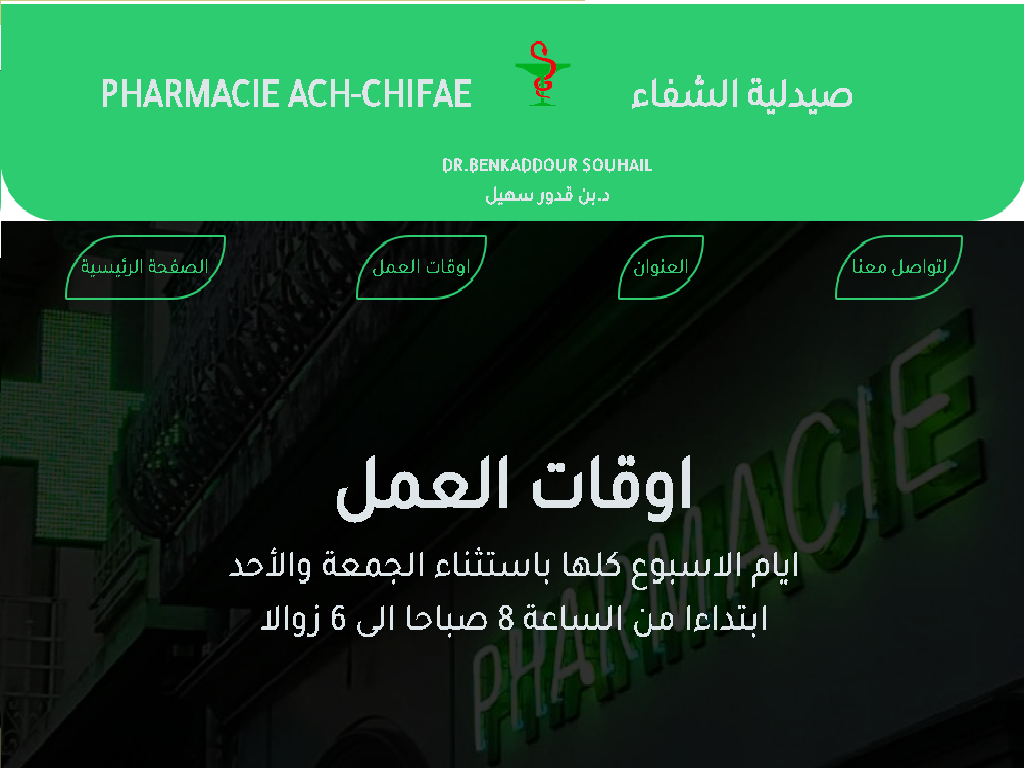 PHARMACIE ACH-CHIFAE
صيدلية الشفاء
DR.BENKADDOUR SOUHAIL
د.بن قدور سهيل
الصفحة الرئيسية
اوقات العمل
العنوان
لتواصل معنا
اوقات العمل
ايام الاسبوع كلها باستثناء الجمعة والأحد
ابتداءا من الساعة 8 صباحا الى 6 زوالا
PHARMACIE